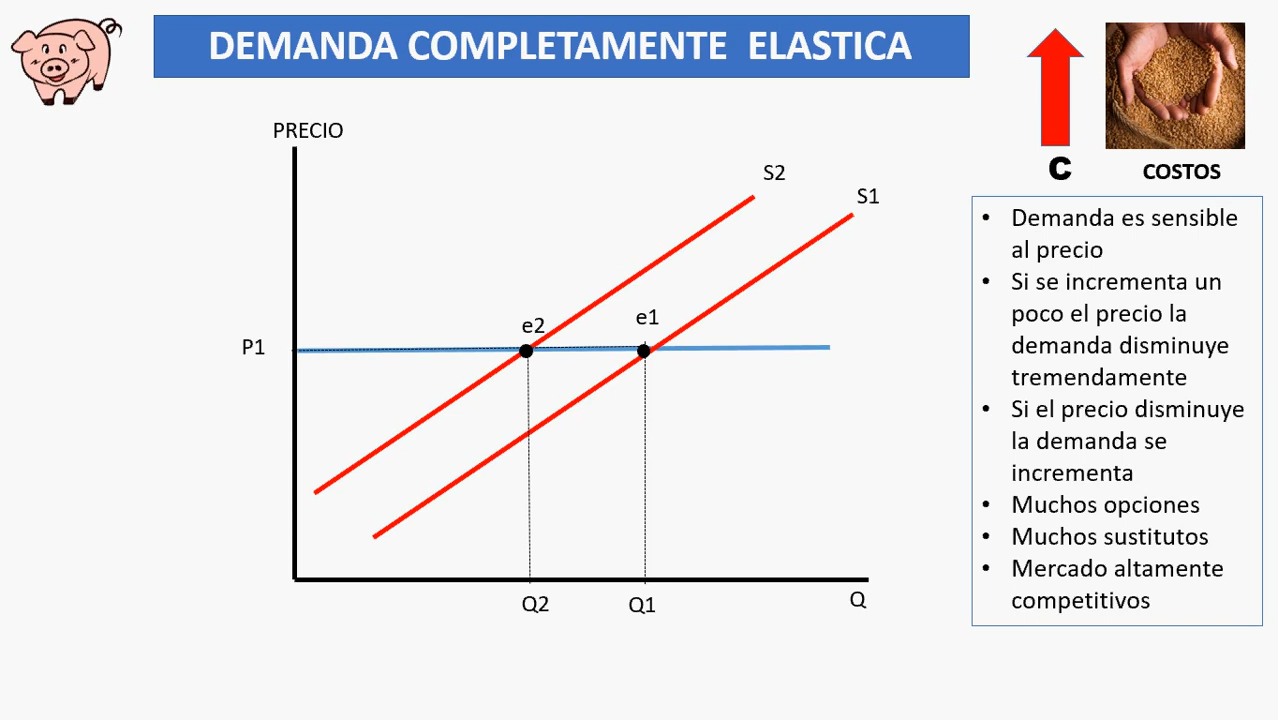 DEMANDA COMPLETAMENTE ELASTICA
C
COSTOS
PRECIO
S2
S1
e2
e1
P1
Q2
Q1
Q
• Demanda es sensible
al precio
• Si se incrementa un
poco el precio la
demanda disminuye
tremendamente
• Si el precio disminuye
la demanda se
incrementa
• Muchos opciones
• Muchos sustitutos
• Mercado altamente
competitivos